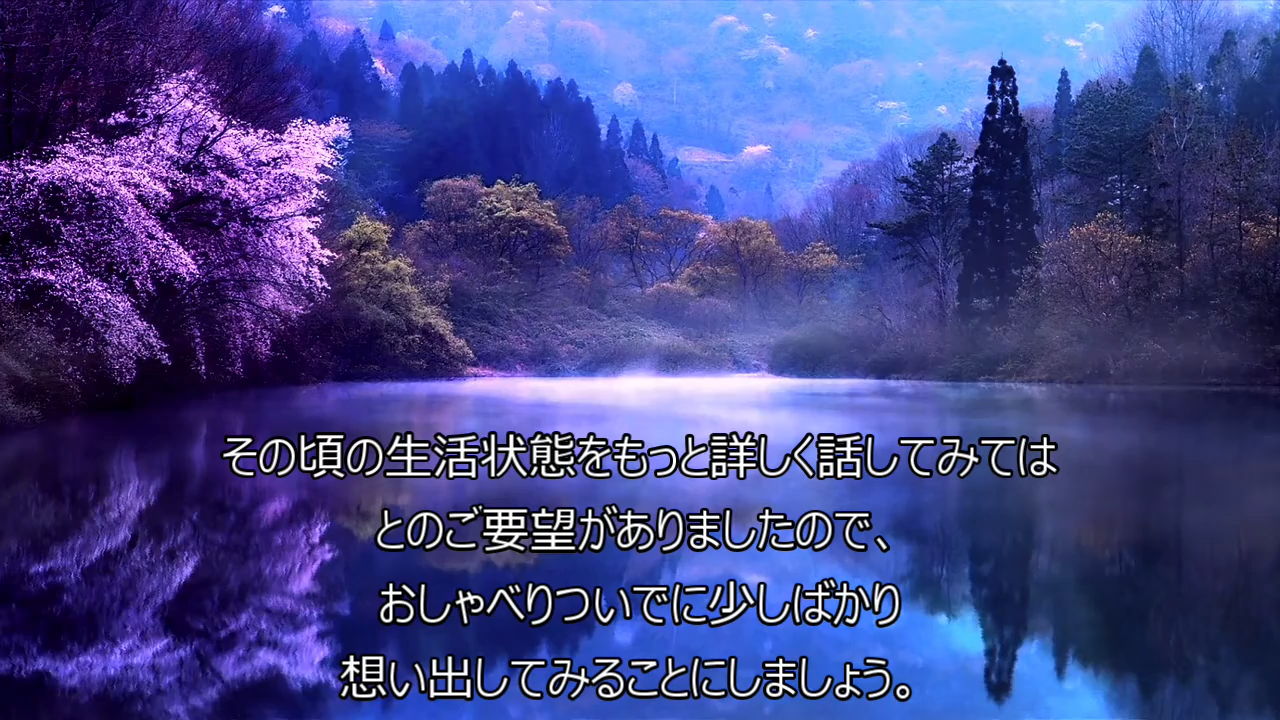 その頃の生活状態をもっと詳しく話してみては
とのご要望がありましたので、
おしゃべりついでに少しばかり
想い出してみることにしましょう。